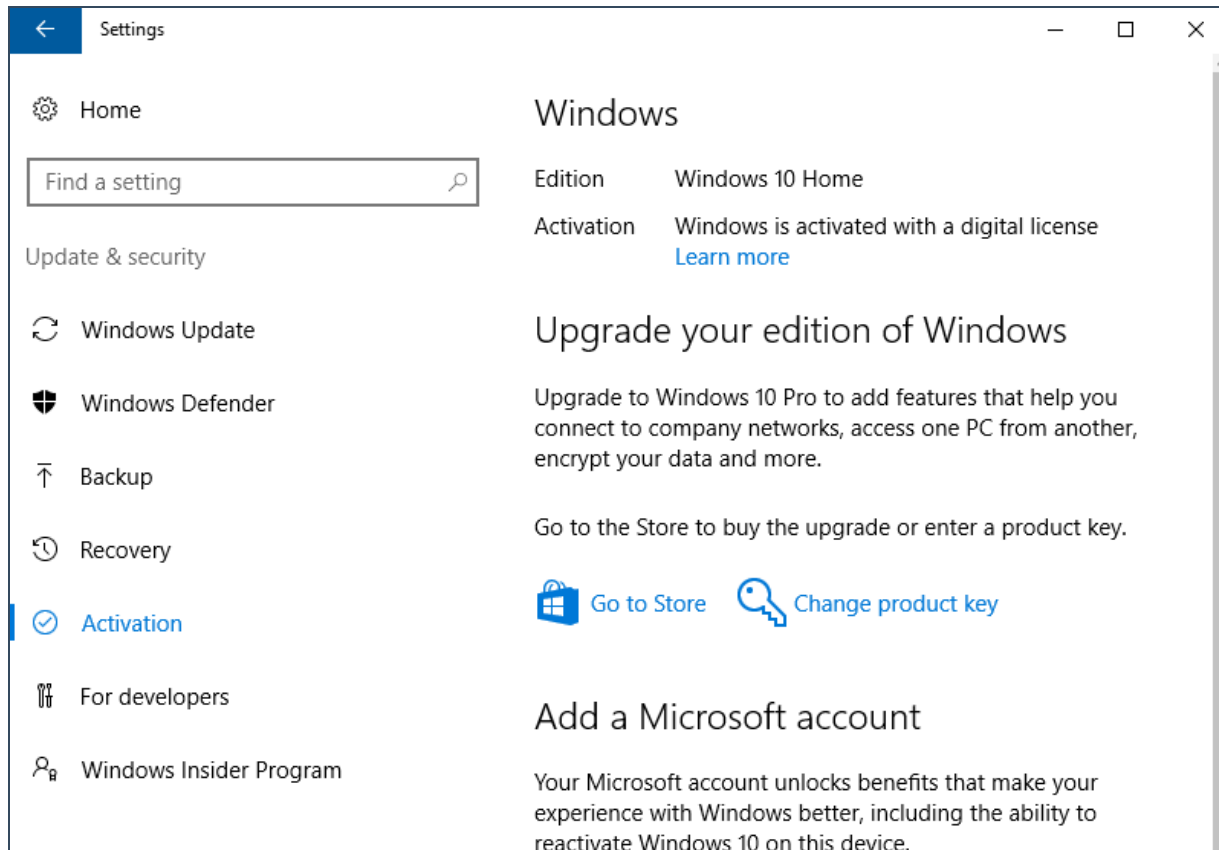 Settings
Home
Find a setting
Update & security
Windows Update
Windows Defender
Backup
Recovery
Activation
For developers
Windows Insider Program
Windows
Edition Windows 10 Home
Activation Windows is activated with a digital license
Learn more
Upgrade your edition of Windows
Upgrade to Windows 10 Pro to add features that help you
connect to company networks, access one PC from another,
encrypt your data and more.
Go to the Store to buy the upgrade or enter a product key.
Go to Store Change product key
Add a Microsoft account
Your Microsoft account unlocks benefits that make your
experience with Windows better, including the ability to
reactivate Windows 10 on this device.